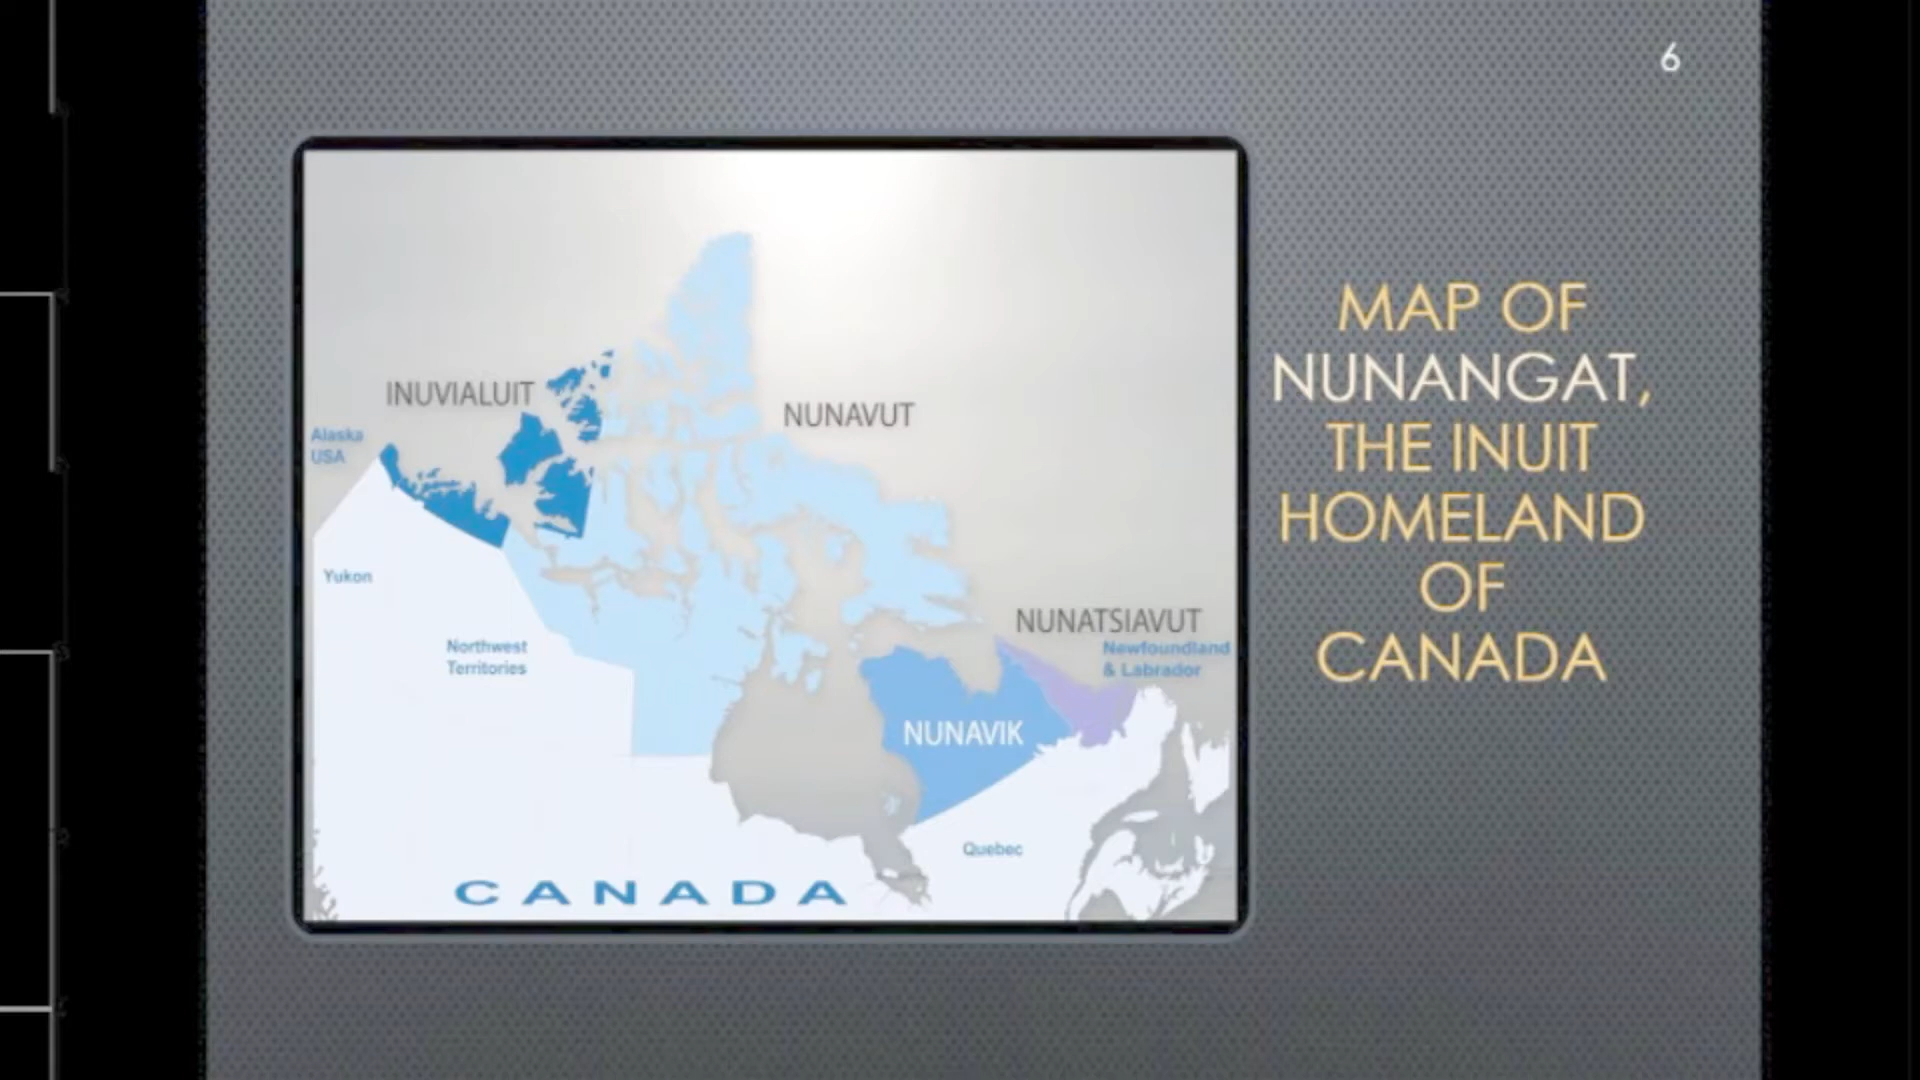 6
MAP OF
NUNANGAT,
THE INUIT
HOMELAND
OF
CANADA
INUVIALUIT
NUNAVUT
Alaska
USA
Yukon
NUNATSIAVUT
Newfoundland
& Labrador
Northwest
Territories
NUNAVIK
Quebec
CANADA